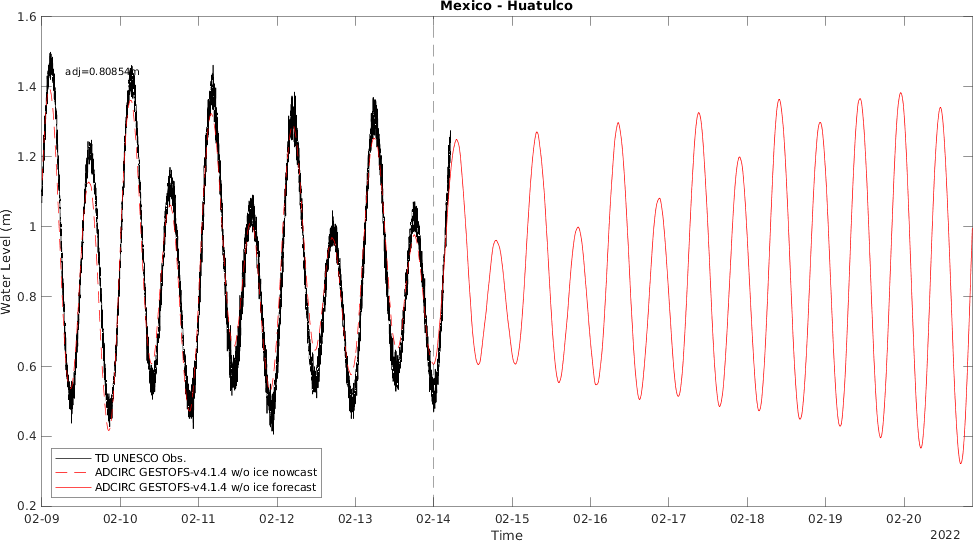 Mexico - Huatulco
adj=0.80854m
1.6
1.4
1.2
1
0.8
0.6
0.4
0.2
Water Level (m)
TD UNESCO Obs.
ADCIRC GESTOFS-v4.1.4 w/o ice nowcast
ADCIRC GESTOFS-v4.1.4 w/o ice forecast
02-09 02-10 02-11 02-12 02-13 02-14 02-15 02-16 02-17 02-18 02-19 02-20
Time
2022